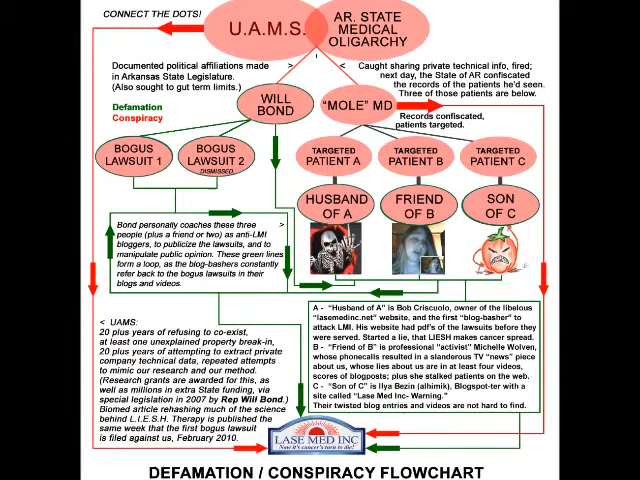 CONNECT THE DOTS!
U.A.M.S.
AR. STATE
MEDICAL
OLIGARCHY
Documented political affiliations made
in Arkansas State Legislature.
(Also sought to gut term limits.)
>
<
Caught sharing private technical info, fired;
next day, the State of AR confiscated
the records of the patients he'd seen.
Three of those patients are below.
Defamation
Conspiracy
WILL
BOND
"MOLE" MD
Records confiscated,
patients targeted.
BOGUS
LAWSUIT 1
BOGUS
LAWSUIT 2
DISMISSED
TARGETED
PATIENT A
TARGETED
PATIENT B
TARGETED
PATIENT C
HUSBAND
OF A
FRIEND
OF B
SON
OF C
Bond personally coaches these three >
people (plus a friend or two) as anti-LMI
bloggers, to publicize the lawsuits, and to
manipulate public opinion. These green lines
form a loop, as the blog-bashers constantly
refer back to the bogus lawsuits in their
blogs and videos.
< UAMS:
20 plus years of refusing to co-exist,
at least one unexplained property break-in,
20 plus years of attempting to extract private
company technical data, repeated attempts
to mimic our research and our method.
(Research grants are awarded for this, as
well as millions in extra State funding, via
special legislation in 2007 by Rep Will Bond.)
Biomed article rehashing much of the science
behind L.I.E.S.H. Therapy is published the
same week that the first bogus lawsuit
is filed against us, February 2010.
A - "Husband of A" is Bob Criscuolo, owner of the libelous
"lasemedinc.net" website, and the first "blog-basher" to
attack LMI. His website had pdf's of the lawsuits before they
were served. Started a lie, that LIESH makes cancer spread.
B - "Friend of B" is professional "activist" Michelle Wolven,
whose phonecalls resulted in a slanderous TV "news" piece
about us, whose lies about us are in at least four videos,
scores of blogposts; plus she stalked patients on the web.
C - "Son of C" is Ilya Bezin (alhimik), Blogspot-ter with a
site called "Lase Med Inc- Warning."
Their twisted blog entries and videos are not hard to find.
LASE MED INC
Now it's cancer's turn to die!
DEFAMATION / CONSPIRACY FLOWCHART